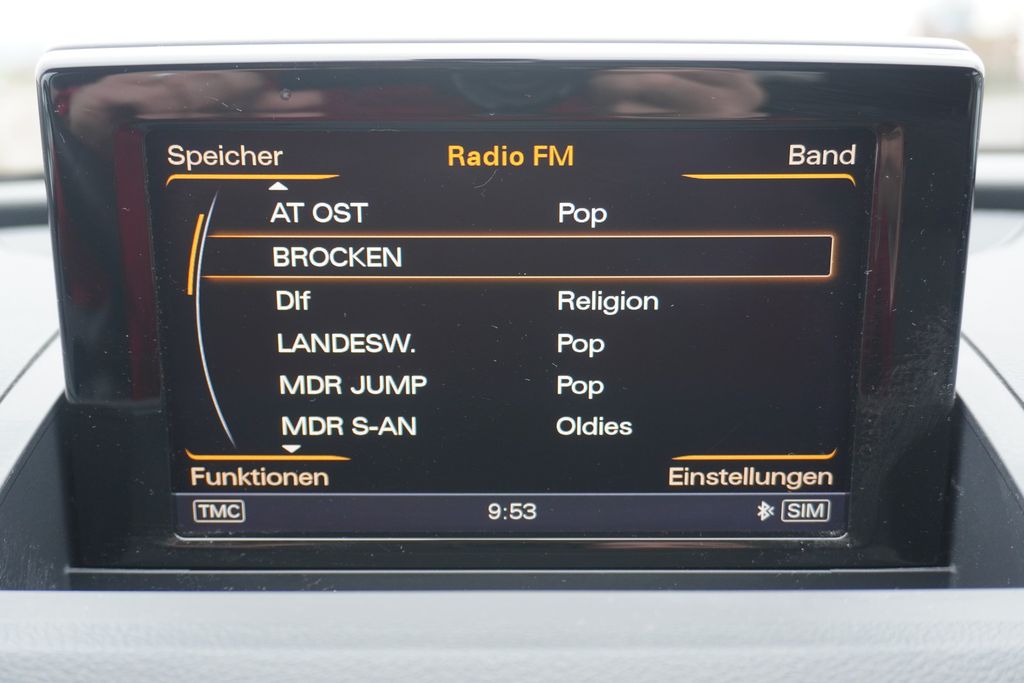 Speicher Radio FM Band
AT OST Pop
BROCKEN
Dlf Religion
LANDESW. Pop
MDR JUMP Pop
MDR S-AN Oldies
Funktionen Einstellungen
TMC 9:53 SIM